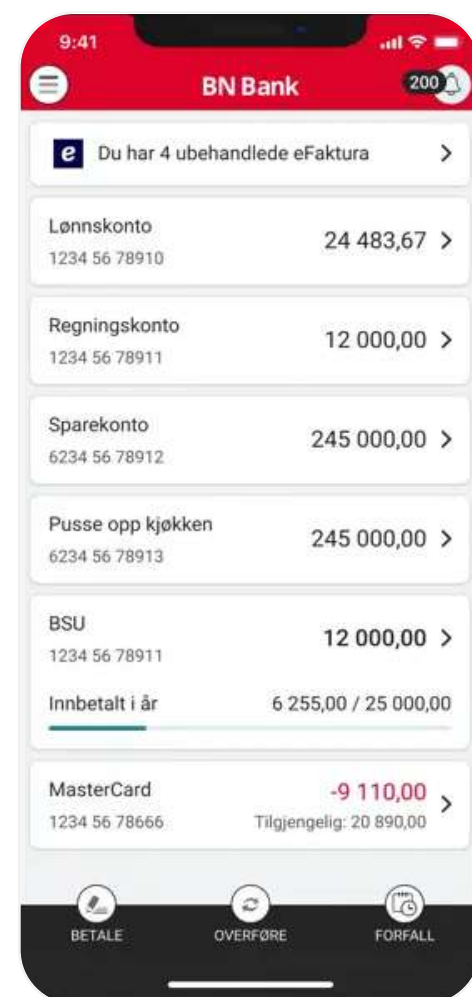 9:41
BN Bank
200
e Du har 4 ubehandlede eFaktura
Lønnskonto
24 483,67
1234 56 78910
Regningskonto
12 000,00
1234 56 78911
Sparekonto
245 000,00
6234 56 78912
Pusse opp kjøkken
245 000,00
6234 56 78913
BSU
12 000,00
1234 56 78911
Innbetalt i år 6 255,00 / 25 000,00
MasterCard -9 110,00
1234 56 78666 Tilgjengelig: 20 890,00
BETALE OVERFØRE FORFALL